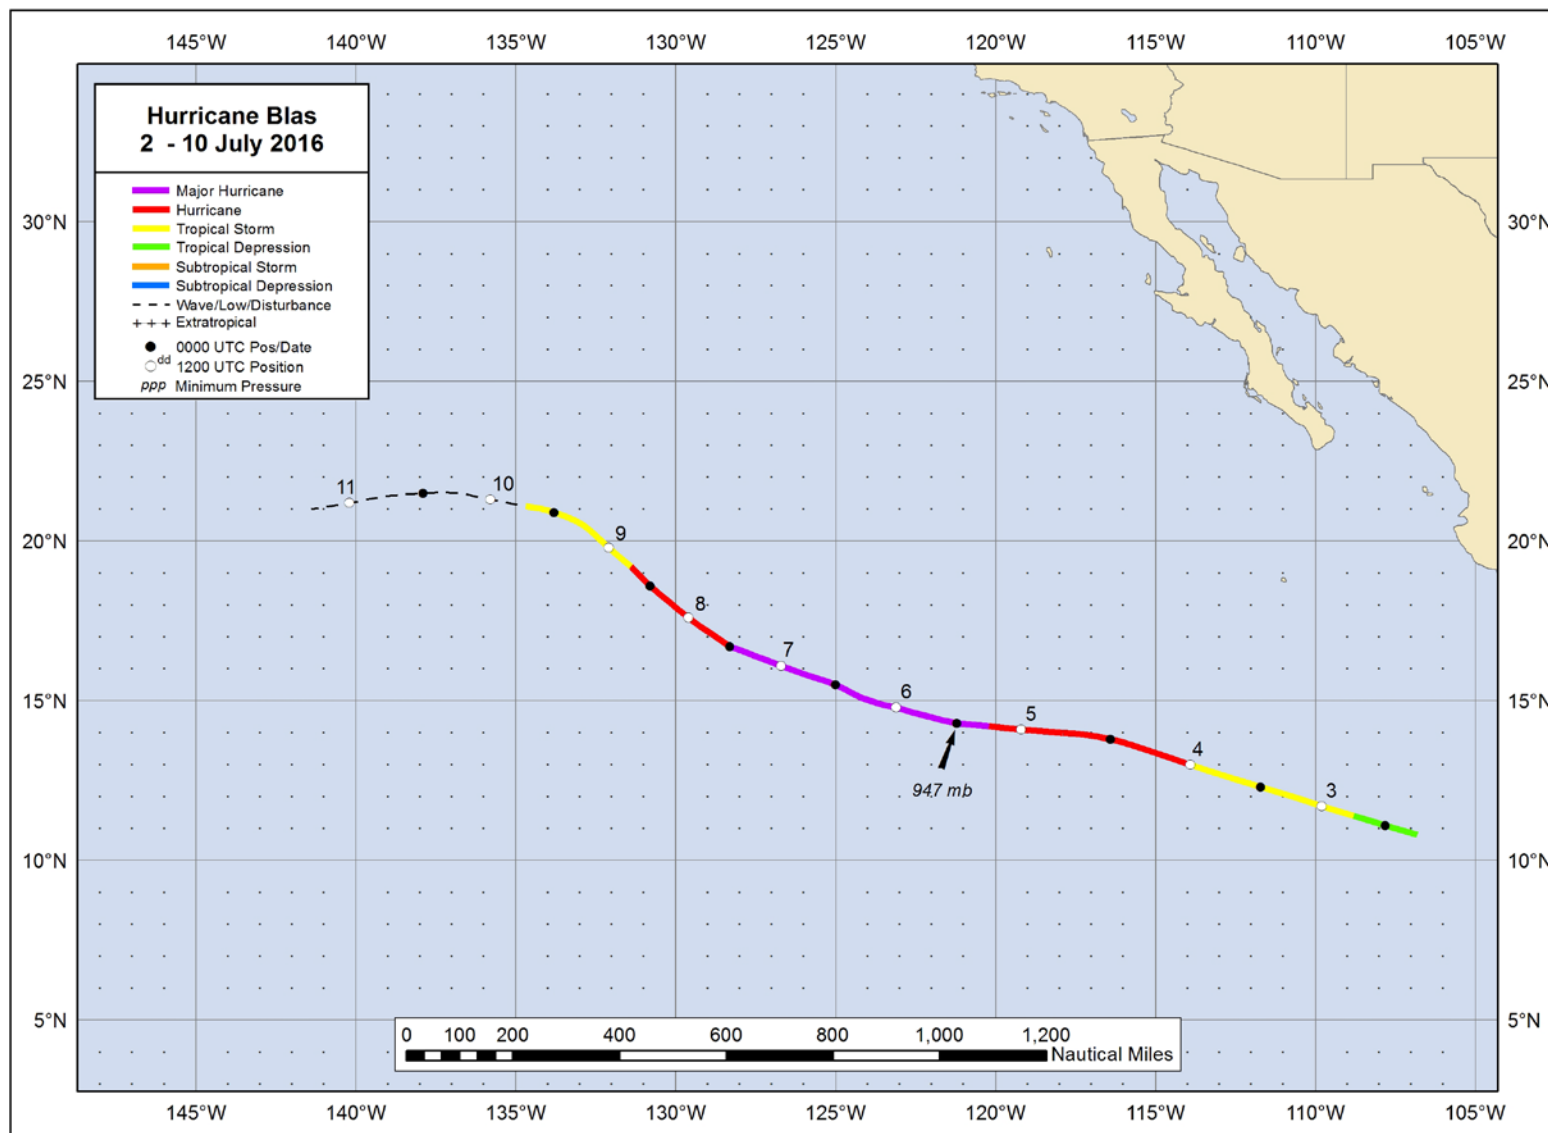 145°W 140°W 135°W 130°W 125°W 120°W 115°W 110°W 105°W
Hurricane Blas
2 - 10 July 2016
Major Hurricane
Hurricane
Tropical Storm
Tropical Depression
Subtropical Storm
Subtropical Depression
Wave/Low/Disturbance
+++ Extratropical
0000 UTC Pos/Date
dd
1200 UTC Position
ppp Minimum Pressure
30°N 30°N
25°N 25°N
11 10
20°N 9 20°N
8
7
15°N 6 5 15°N
4
947 mb 3
10°N 10°N
5°N 5°N
0 100 200 400 600 800 1,000 1,200
Nautical Miles
145°W 140°W 135°W 130°W 125°W 120°W 115°W 110°W 105°W